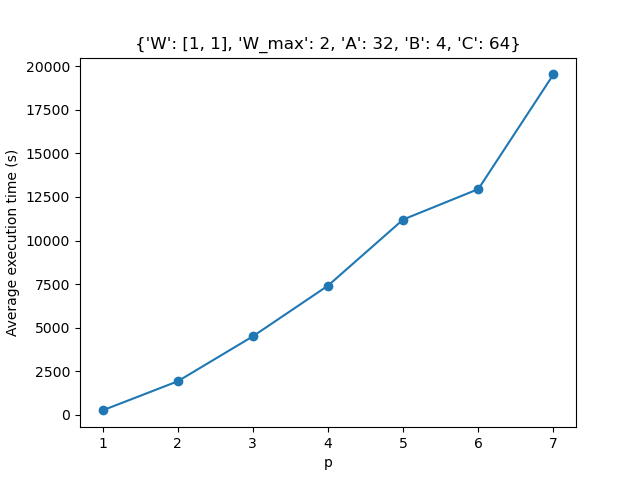 {'W': [1, 1], 'W_max': 2, 'A': 32, 'B': 4, 'C': 64}
Average execution time (s)
20000
17500
15000
12500
10000
7500
5000
2500
0
1 2 3 4 5 6 7
p